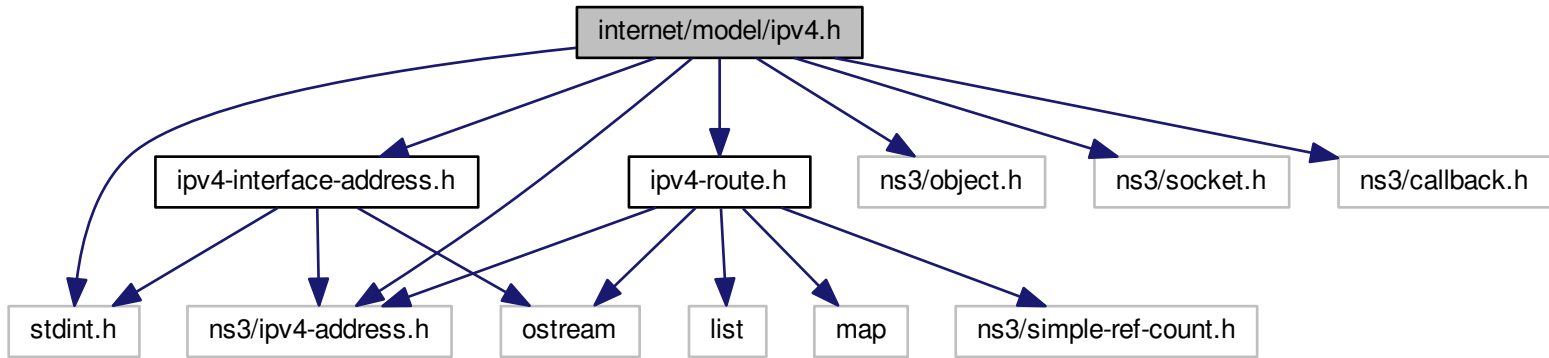 internet/model/ipv4.h
ipv4-interface-address.h
ipv4-route.h
ns3/object.h
ns3/socket.h
ns3/callback.h
stdint.h
ns3/ipv4-address.h
ostream
list
map
ns3/simple-ref-count.h